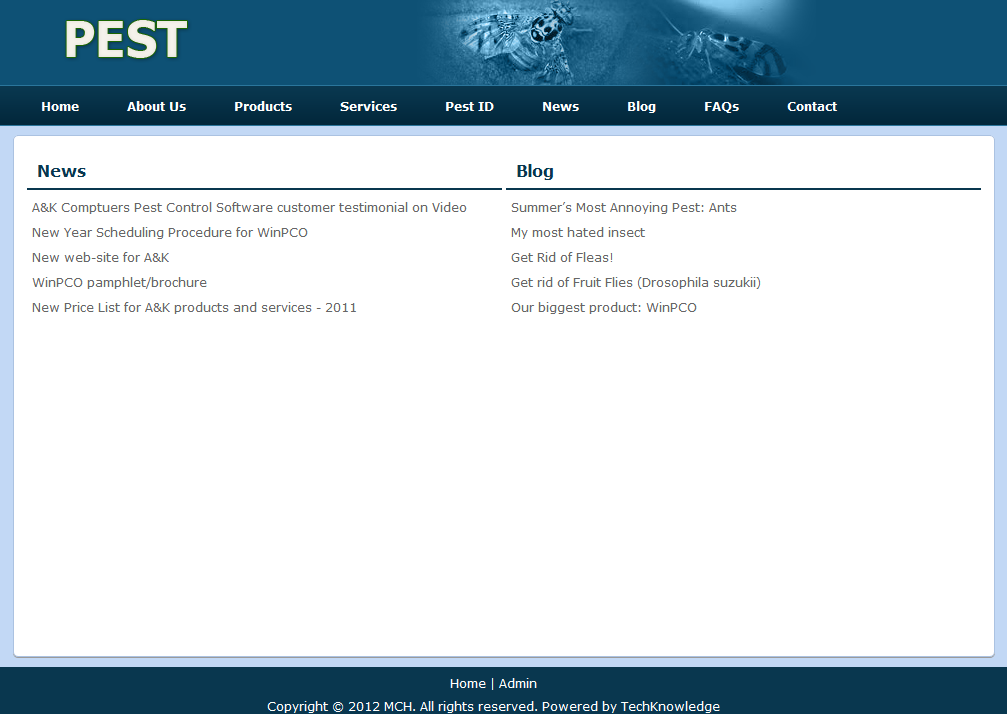 PEST
Home About Us Products Services Pest ID News Blog FAQs Contact
News
A&K Comptuers Pest Control Software customer testimonial on Video
New Year Scheduling Procedure for WinPCO
New web-site for A&K
WinPCO pamphlet/brochure
New Price List for A&K products and services - 2011
Blog
Summer’s Most Annoying Pest: Ants
My most hated insect
Get Rid of Fleas!
Get rid of Fruit Flies (Drosophila suzukii)
Our biggest product: WinPCO
Home | Admin
Copyright © 2012 MCH. All rights reserved. Powered by TechKnowledge